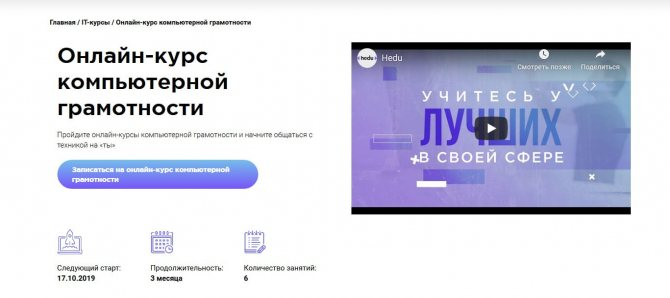 Главная / IT-курсы / Онлайн-курс компьютерной грамотности
Онлайн-курс
компьютерной
грамотности
Пройдите онлайн-курсы компьютерной грамотности и начните общаться с
техникой на «ты»
Записаться на онлайн-курс компьютерной
грамотности
Следующий старт:
17.10.2019
Продолжительность:
3 месяца
Количество занятий:
6
hedu
Hedu
Смотреть позже
Поделиться
УЧИТЕСЬ У
ЛУЧШИХ
В СВОЕЙ СФЕРЕ